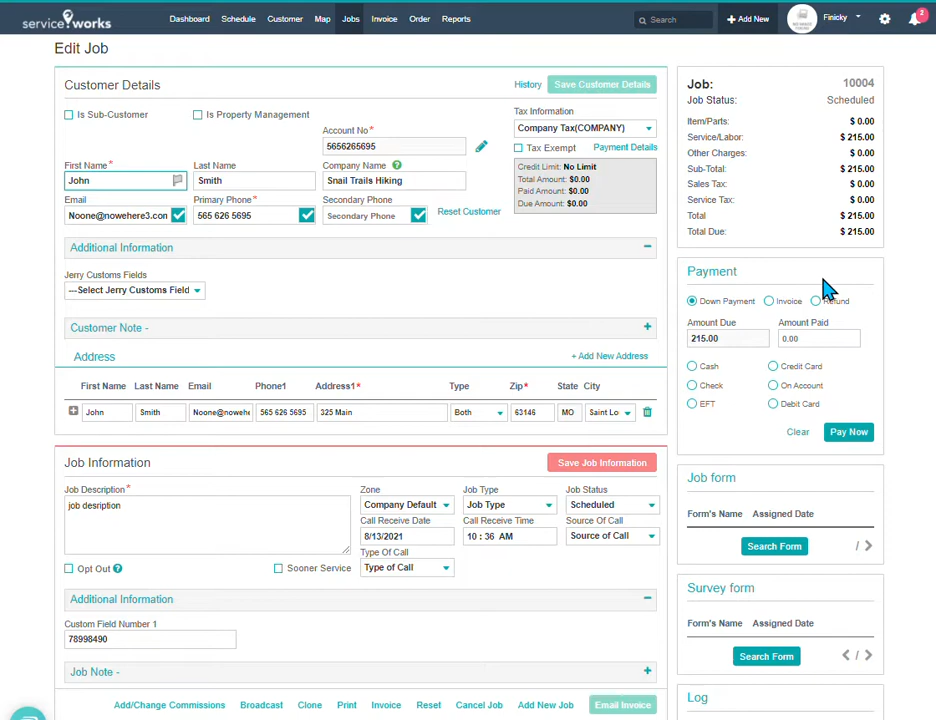 service?works
Dashboard Schedule Customer Map Jobs Invoice Order Reports Search + Add New Finicky 2
Edit Job
Customer Details
History Save Customer Details
Is Sub-Customer Is Property Management
Tax Information
Company Tax(COMPANY)
Account No*
5656265695
Tax Exempt Payment Details
First Name* Last Name Company Name ?
John Smith Snail Trails Hiking
Credit Limit: No Limit
Total Amount: $0.00
Paid Amount: $0.00
Due Amount: $0.00
Email Primary Phone* Secondary Phone
Noone@nowehere3.con 565 626 5695 Secondary Phone Reset Customer
Additional Information −
Jerry Customs Fields
---Select Jerry Customs Field
Customer Note - +
Address + Add New Address
First Name Last Name Email Phone1 Address1* Type Zip* State City
John Smith Noone@nowehe 565 626 5695 325 Main Both 63146 MO Saint Lo
Job Information Save Job Information
Job Description* Zone Job Type Job Status
job desription Company Default Job Type Scheduled
Call Receive Date Call Receive Time Source Of Call
8/13/2021 10 : 36 AM Source of Call
Type Of Call
Opt Out ? Sooner Service Type of Call
Additional Information −
Custom Field Number 1
78998490
Job Note - +
Add/Change Commissions Broadcast Clone Print Invoice Reset Cancel Job Add New Job Email Invoice
Job: 10004
Job Status: Scheduled
Item/Parts: $ 0.00
Service/Labor: $ 215.00
Other Charges: $ 0.00
Sub-Total: $ 215.00
Sales Tax: $ 0.00
Service Tax: $ 0.00
Total $ 215.00
Total Due: $ 215.00
Payment
Down Payment Invoice Refund
Amount Due Amount Paid
215.00 0.00
Cash Credit Card
Check On Account
EFT Debit Card
Clear Pay Now
Job form
Form's Name Assigned Date
Search Form / >
Survey form
Form's Name Assigned Date
Search Form < / >
Log